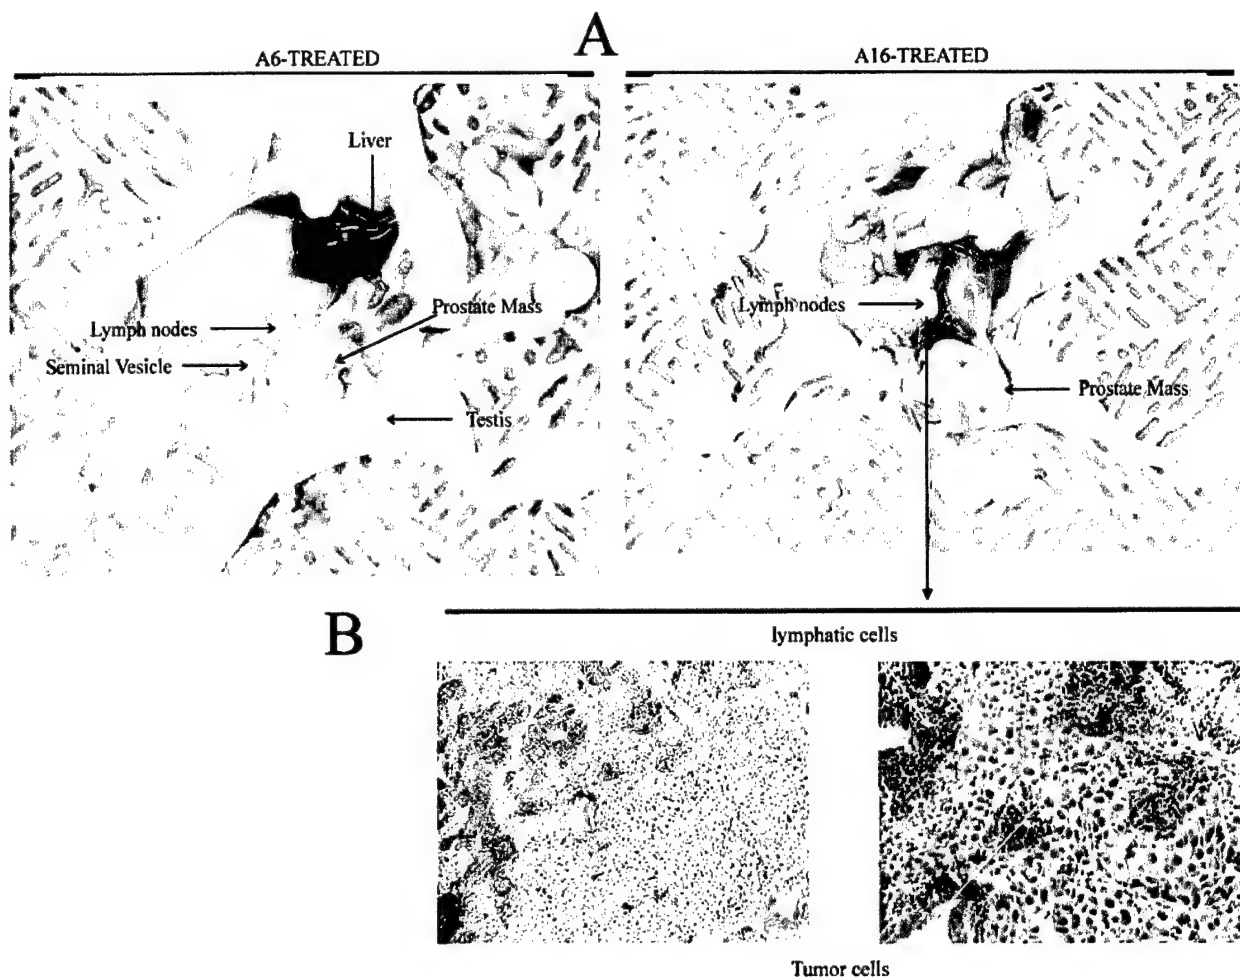 A
A6-TREATED
A16-TREATED
Liver
Prostate Mass
Lymph nodes
Seminal Vesicle
Testis
Lymph nodes
Prostate Mass
B
lymphatic cells
Tumor cells